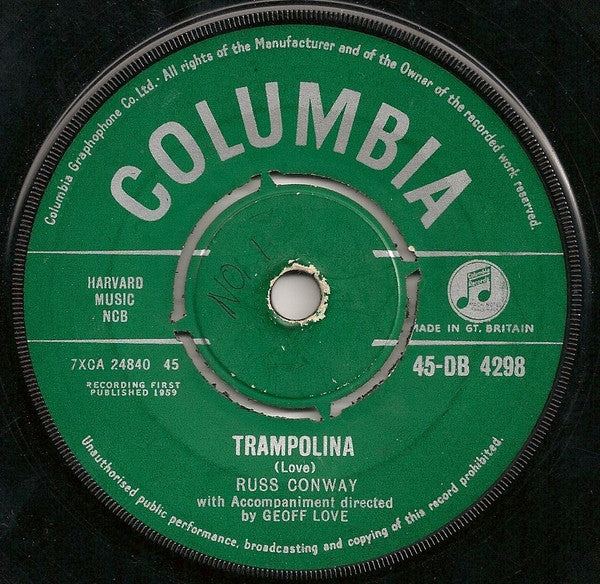 Columbia Graphophone Co. Ltd. · All rights of the Manufacturer and of the Owner of the recorded work reserved.
COLUMBIA
HARVARD
MUSIC
NCB
NO. 1
MADE IN GT. BRITAIN
7XCA 24840 45
45-DB 4298
RECORDING FIRST
PUBLISHED 1959
TRAMPOLINA
(Love)
RUSS CONWAY
with Accompaniment directed
by GEOFF LOVE
Unauthorised public performance, broadcasting and copying of this record prohibited.